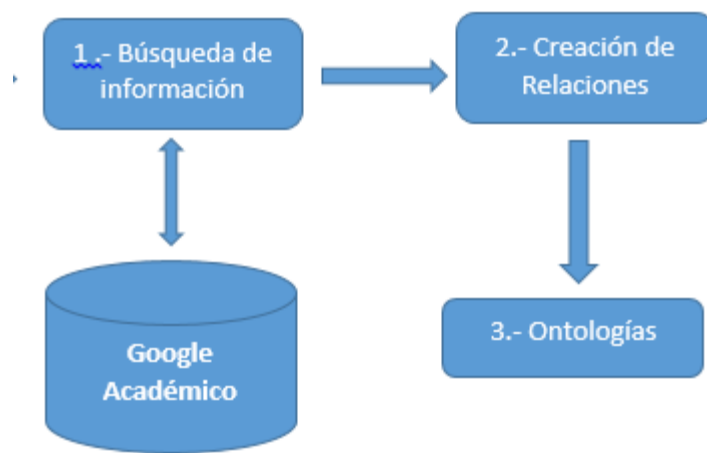 1 .- Búsqueda de
información
2.- Creación de
Relaciones
Google
Académico
3.- Ontologías